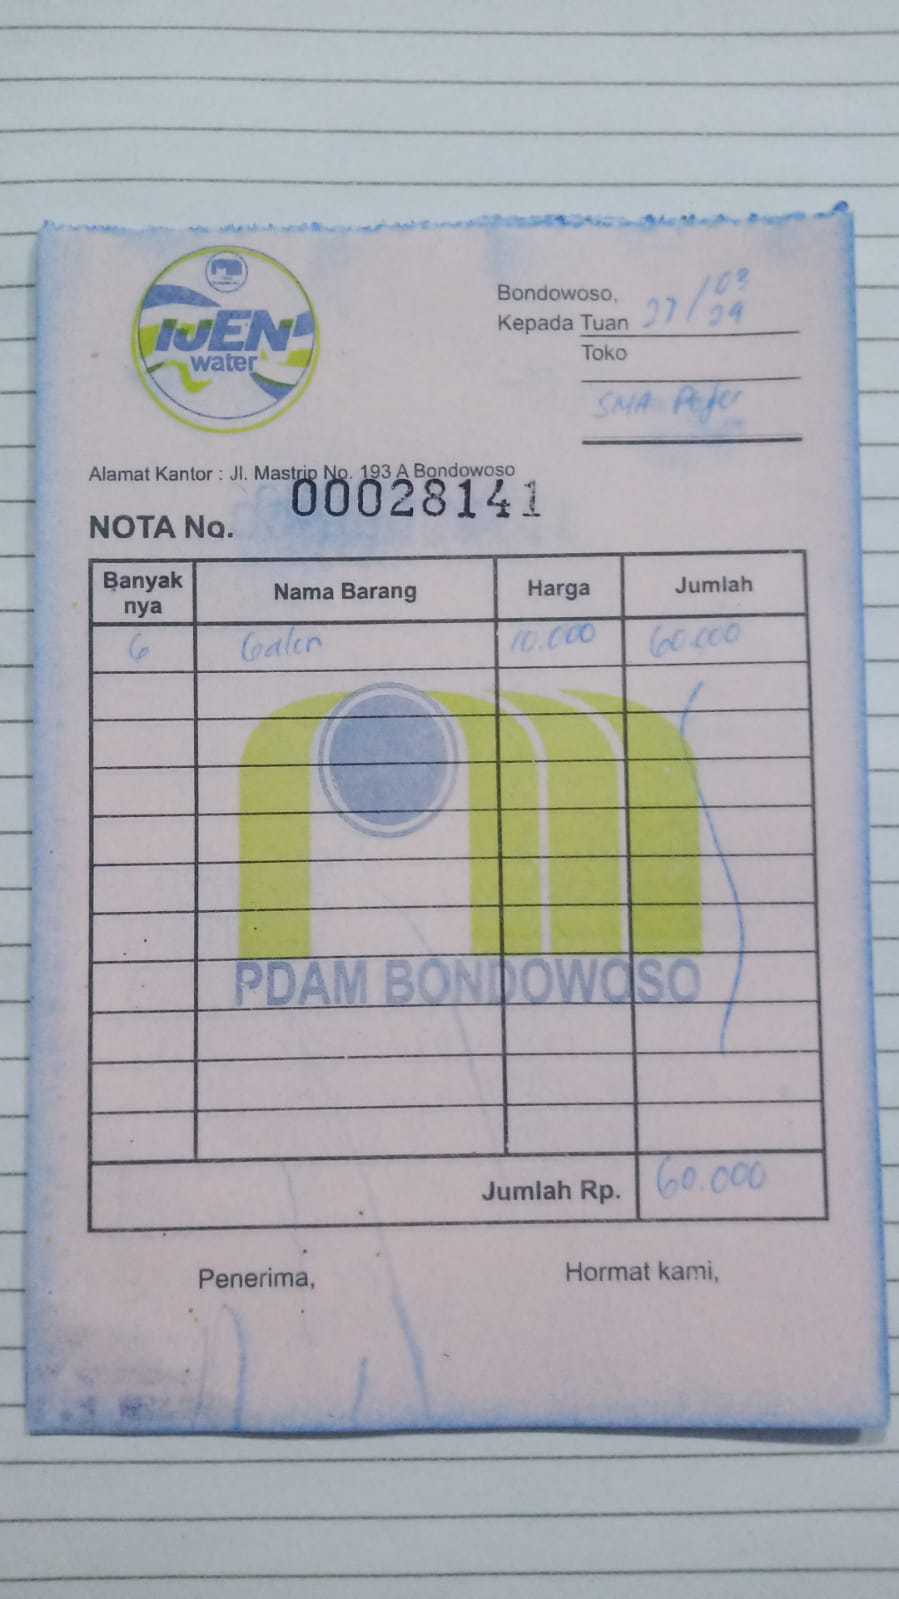 IJEN
water
Bondowoso,
Kepada Tuan 27/03
24
Toko
SMA
Alamat Kantor : Jl. Mastrip No. 193 A Bondowoso
NOTA No. 00028141
Banyak nya Nama Barang Harga Jumlah
6 Galon 10.000 60.000
PDAM BONDOWOSO
Jumlah Rp. 60.000
Penerima, Hormat kami,